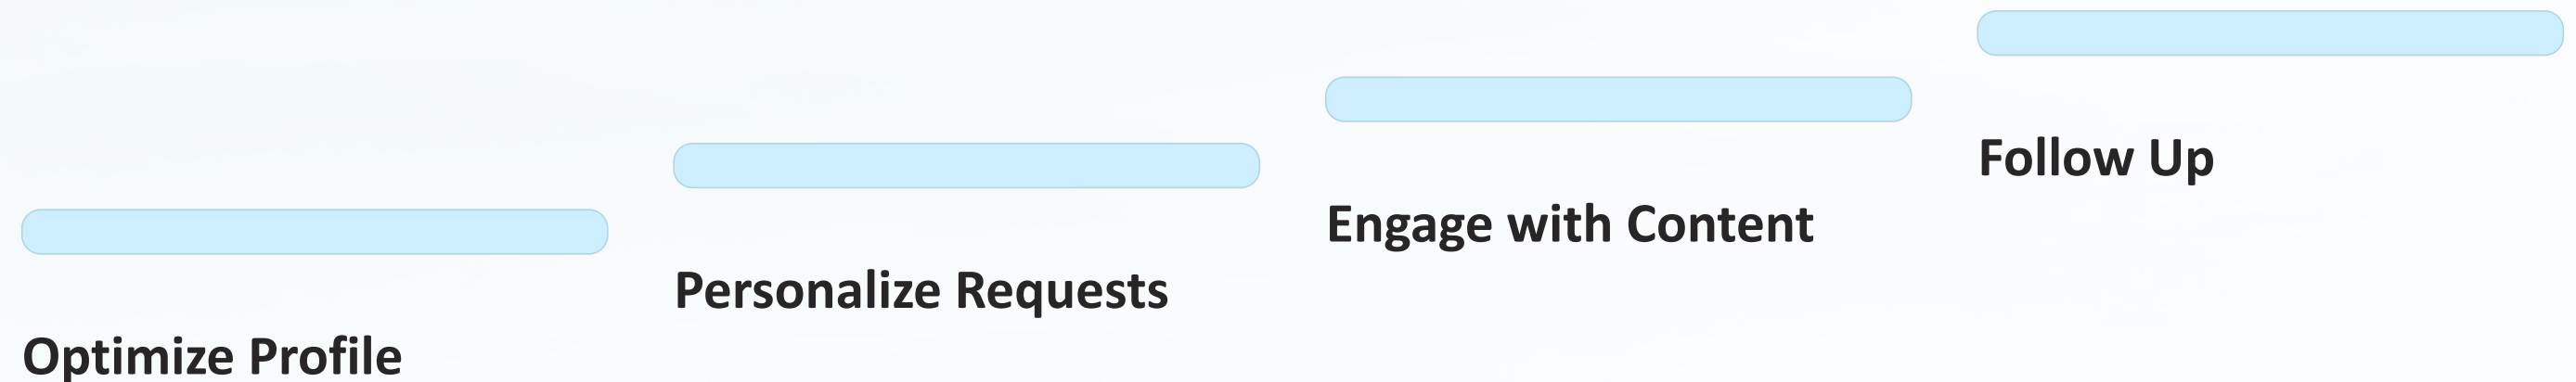 Optimize Profile
Personalize Requests
Engage with Content
Follow Up